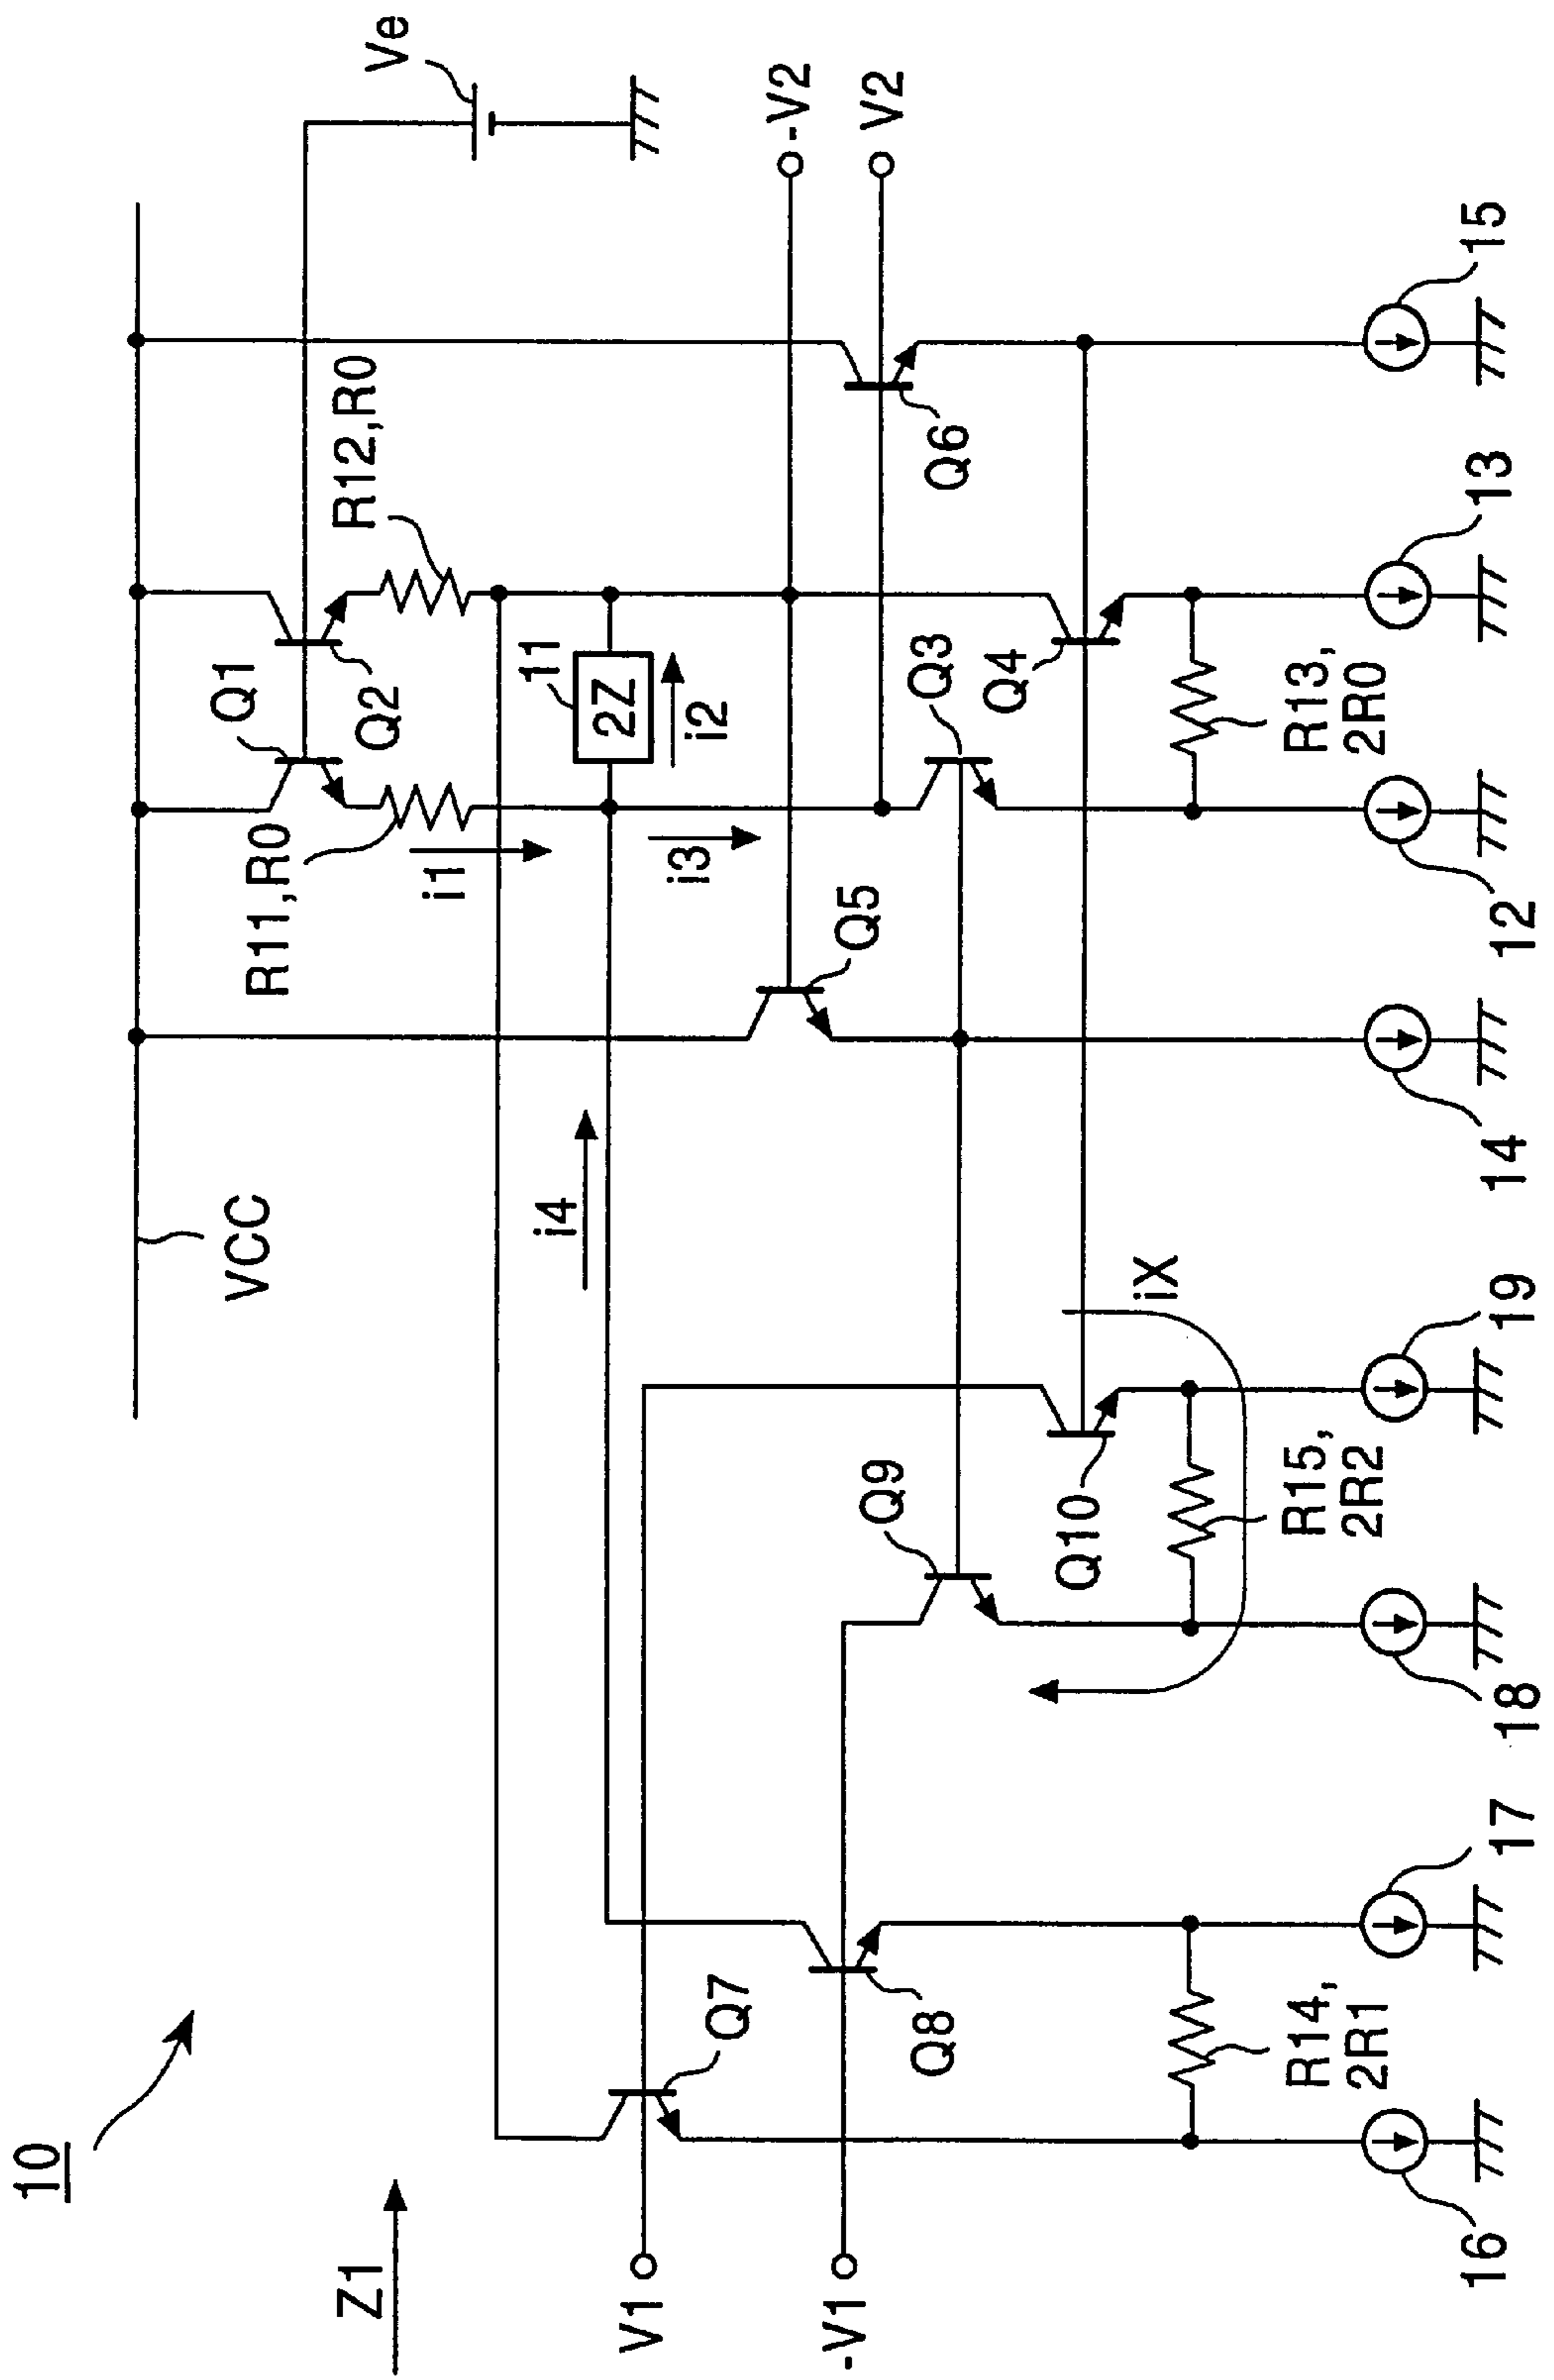 10
Z1
V1
-V1
VCC
i4
Q7
Q8
R14,
2R1
16
17
Q9
Q10
iX
R15,
2R2
18
19
Q1
Q2
R11,R0
R12,R0
i1
11
2Z
i2
i3
Q5
Q3
Q4
Q6
R13,
2R0
14
12
13
15
Ve
-V2
V2